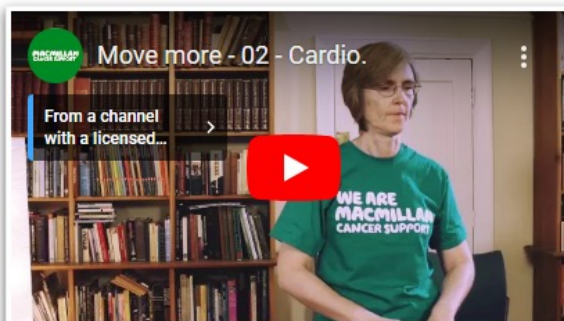 MACMILLAN
CANCER SUPPORT
Move more - 02 - Cardio.
From a channel
with a licensed...
WE ARE
MACMILLAN
CANCER SUPPORT